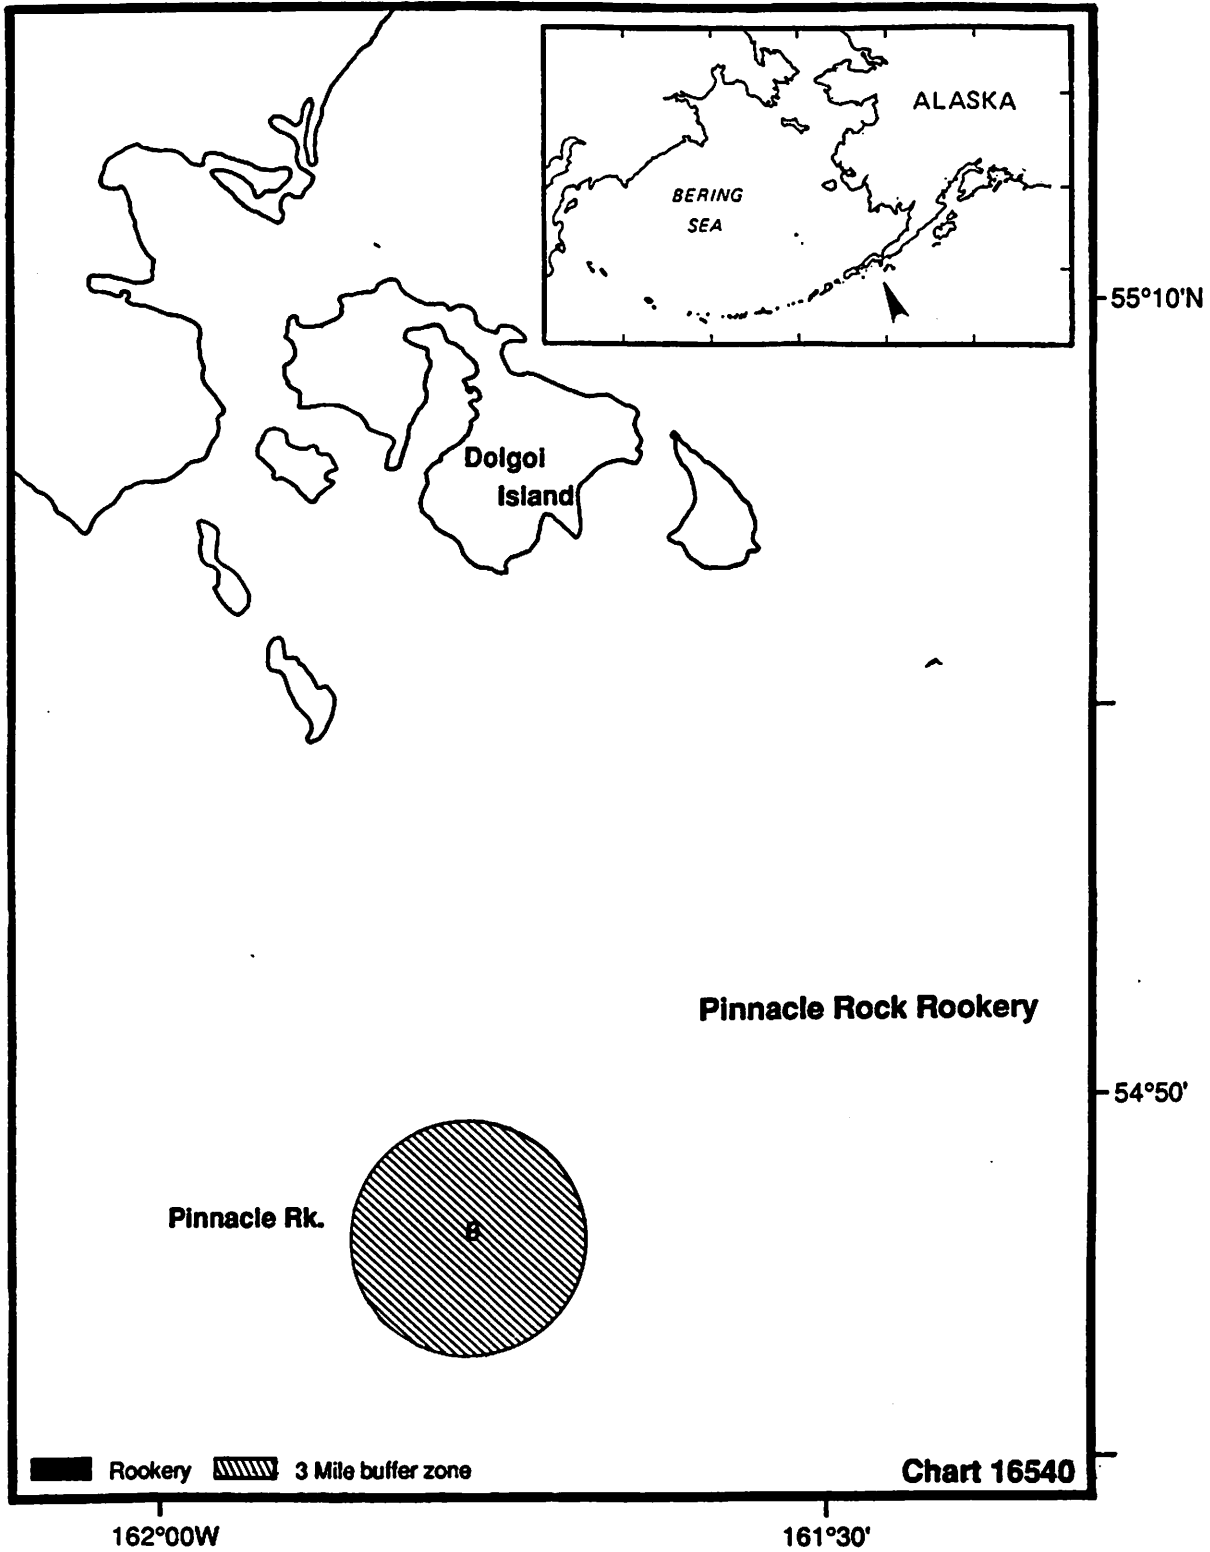 ALASKA
BERING
SEA
55°10'N
Dolgoi
Island
Pinnacle Rock Rookery
54°50'
Pinnacle Rk.
Rookery
3 Mile buffer zone
Chart 16540
162°00W
161°30'